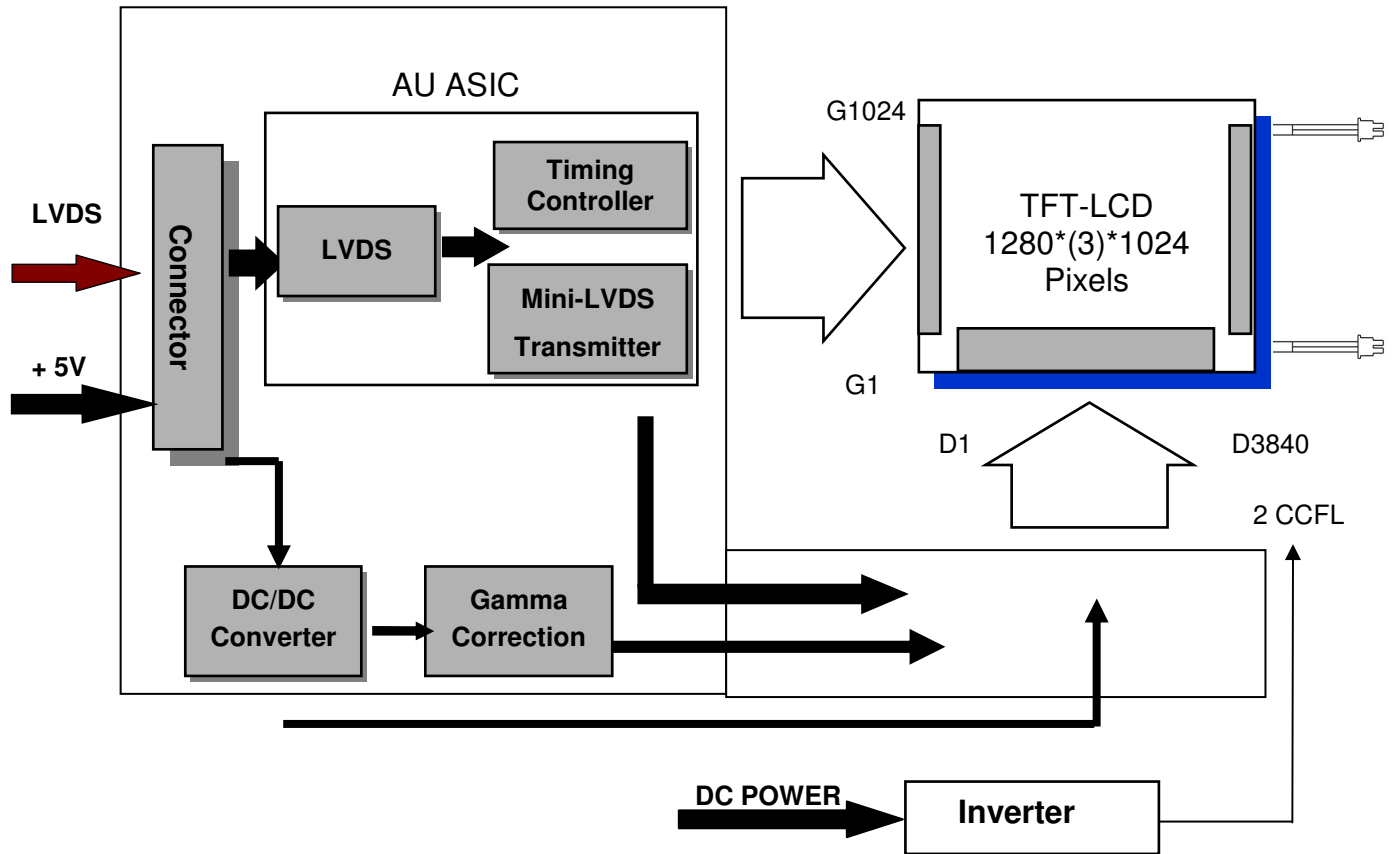 AU ASIC
G1024
Timing
Controller
LVDS
Connector
LVDS
TFT-LCD
1280*(3)*1024
Pixels
Mini-LVDS
Transmitter
+ 5V
G1
D1
D3840
2 CCFL
DC/DC
Converter
Gamma
Correction
DC POWER
Inverter